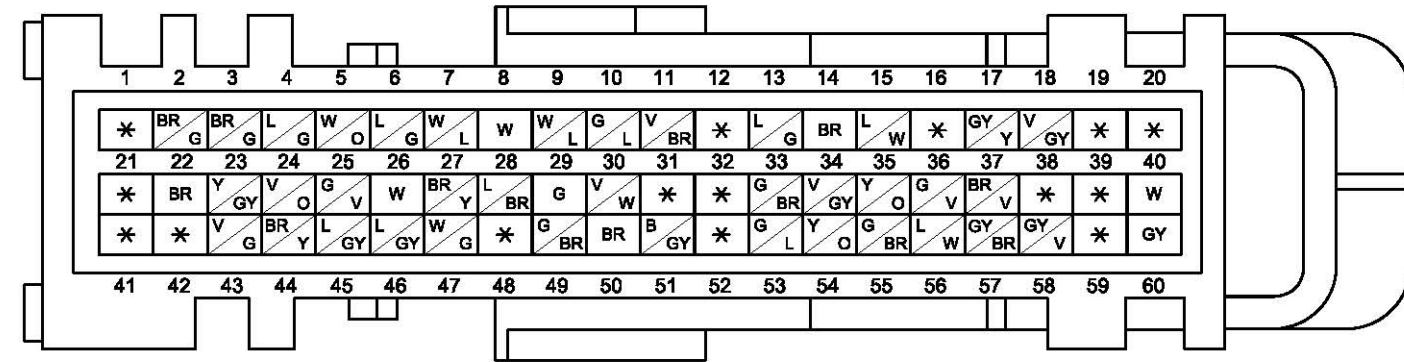 1 2 3 4 5 6 7 8 9 10 11 12 13 14 15 16 17 18 19 20
* BR/G BR/G L/G W/O L/G W/L W W/L G/L V/BR * L/G BR L/W * GY/Y V/GY * *
21 22 23 24 25 26 27 28 29 30 31 32 33 34 35 36 37 38 39 40
* BR Y/GY V/O G/V W BR/Y L/BR G V/W * * G/BR V/GY Y/O G/V BR/V * * W
* * V/G BR/Y L/GY L/GY W/G * G/BR BR B/GY * G/L Y/O G/BR L/W GY/BR GY/V * GY
41 42 43 44 45 46 47 48 49 50 51 52 53 54 55 56 57 58 59 60